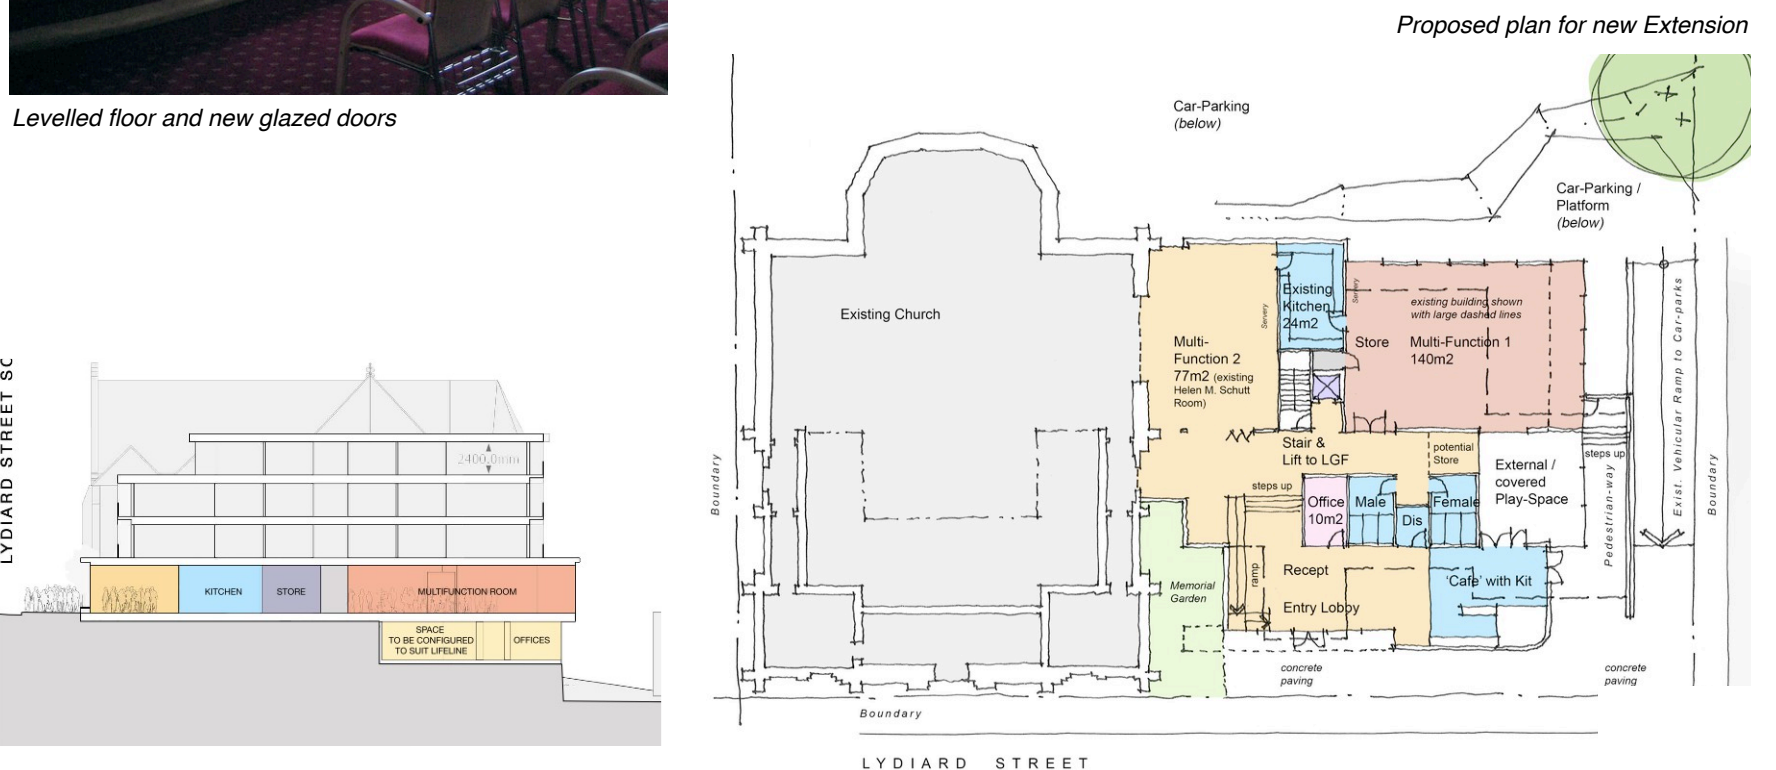 Proposed plan for new Extension
Levelled floor and new glazed doors
LYDIARD STREET
2400.0mm
KITCHEN
STORE
MULTIFUNCTION ROOM
SPACE
TO BE CONFIGURED
TO SUIT LIFELINE
OFFICES
Car-Parking
(below)
Car-Parking /
Platform
(below)
Existing Church
Existing
Kitchen
24m2
Servery
Servery
existing building shown
with large dashed lines
Store
Multi-Function 1
140m2
Multi-
Function 2
77m2 (existing
Helen M. Schutt
Room)
Stair &
Lift to LGF
potential
Store
External /
covered
Play-Space
steps up
steps up
Office
10m2
Male
Dis
Female
Recept
ramp
Entry Lobby
'Cafe' with Kit
Memorial
Garden
Pedestrian-way
Exist. Vehicular Ramp to Car-parks
Boundary
Boundary
concrete
paving
concrete
paving
Boundary
LYDIARD STREET